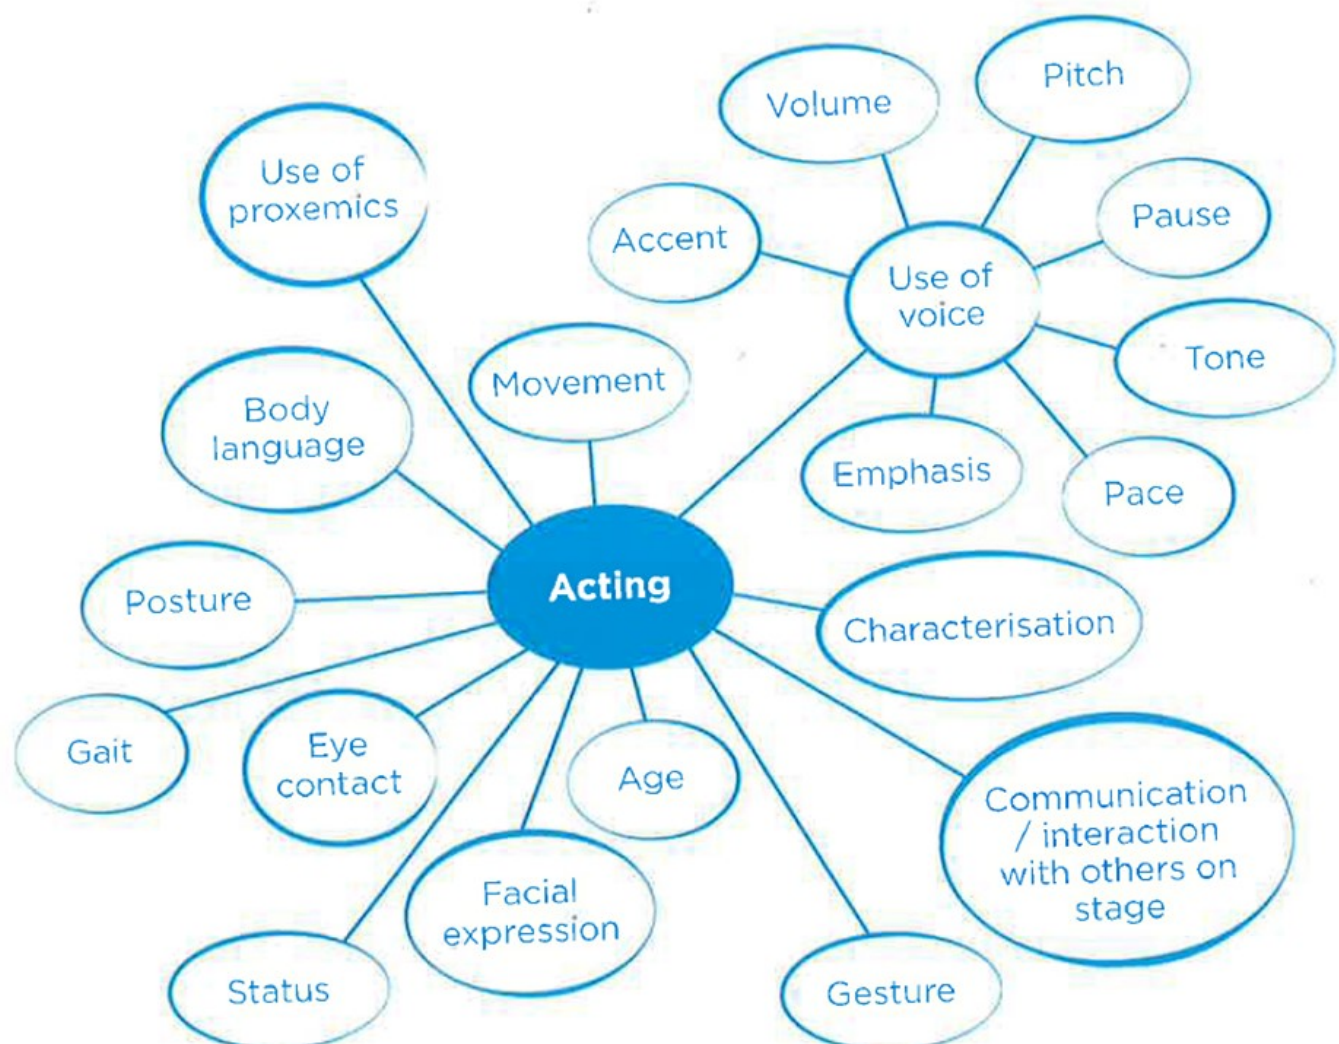 Pitch
Volume
Use of
proxemics
Pause
Accent
Use of
voice
Tone
Movement
Body
language
Emphasis
Pace
Acting
Posture
Characterisation
Gait
Eye
contact
Age
Communication
/ interaction
with others on
stage
Facial
expression
Status
Gesture